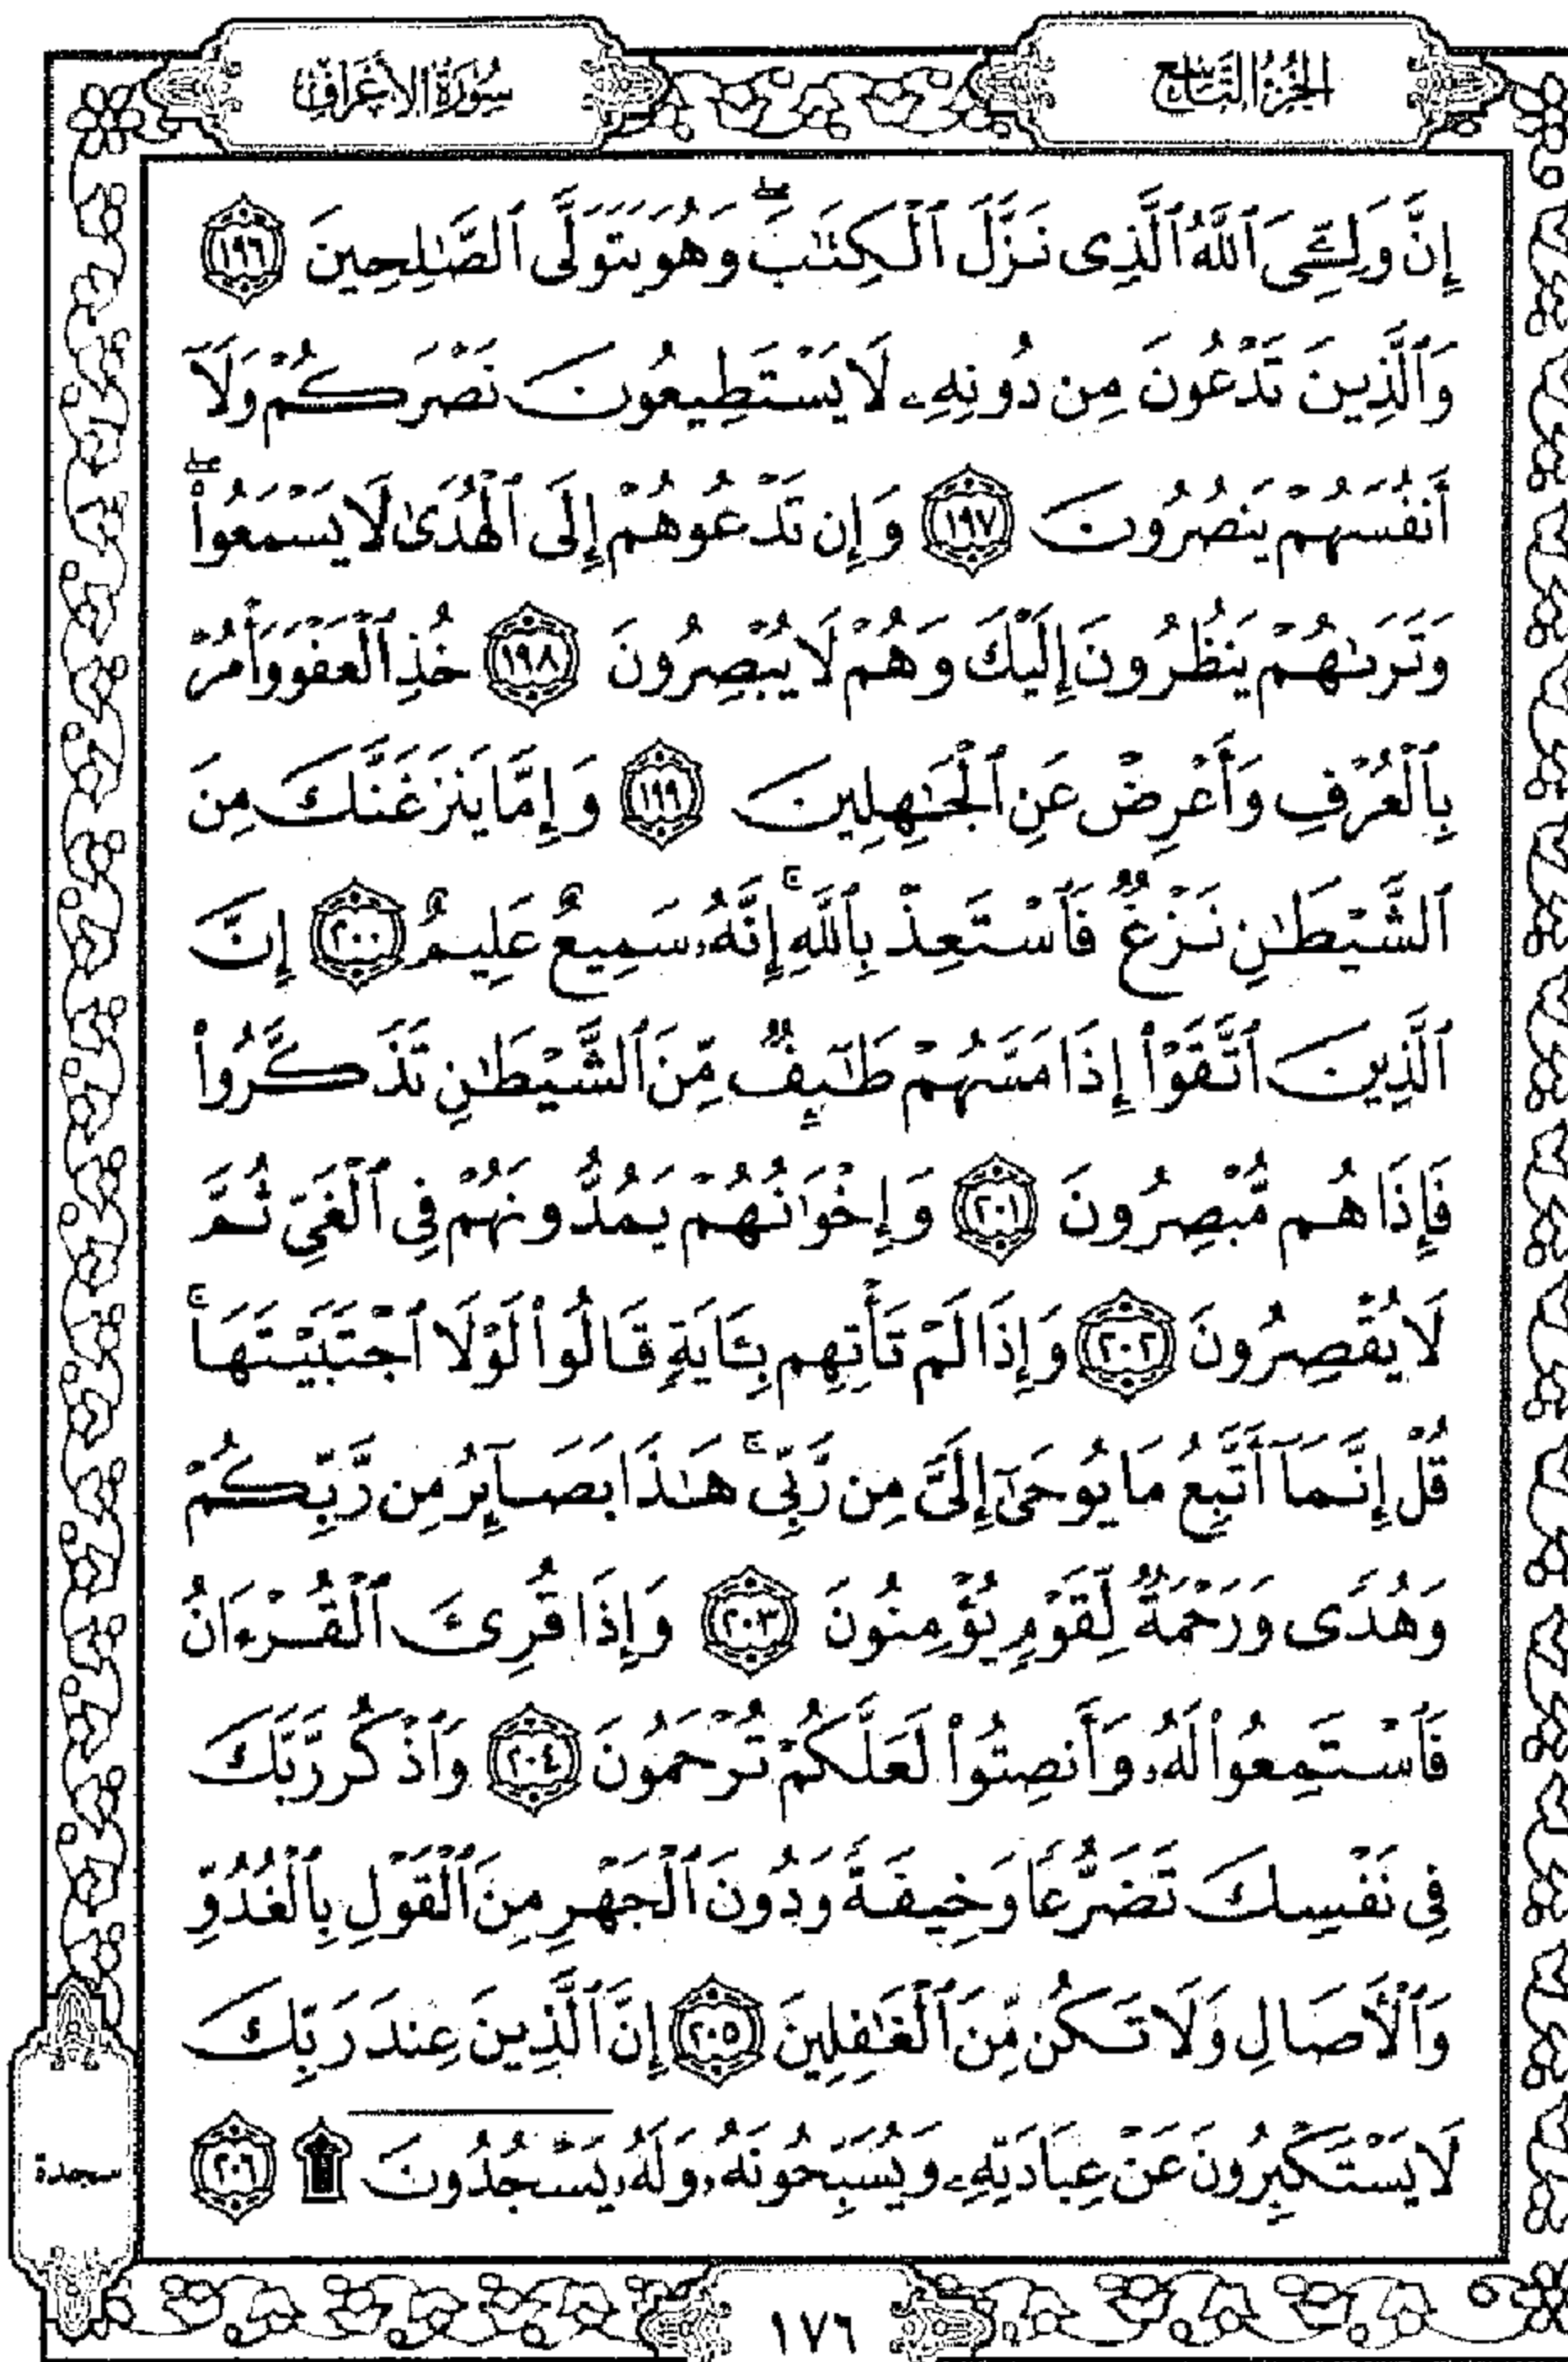 الجزء التاسع
سورة الأعراف
إِنَّ وَلِـِّۧيَ ٱللَّهُ ٱلَّذِى نَزَّلَ ٱلْكِتَٰبَ ۖ وَهُوَ يَتَوَلَّى ٱلصَّٰلِحِينَ ١٩٦
وَٱلَّذِينَ تَدْعُونَ مِن دُونِهِۦ لَا يَسْتَطِيعُونَ نَصْرَكُمْ وَلَآ
أَنفُسَهُمْ يَنصُرُونَ ١٩٧ وَإِن تَدْعُوهُمْ إِلَى ٱلْهُدَىٰ لَا يَسْمَعُوا۟ ۖ
وَتَرَىٰهُمْ يَنظُرُونَ إِلَيْكَ وَهُمْ لَا يُبْصِرُونَ ١٩٨ خُذِ ٱلْعَفْوَ وَأْمُرْ
بِٱلْعُرْفِ وَأَعْرِضْ عَنِ ٱلْجَٰهِلِينَ ١٩٩ وَإِمَّا يَنزَغَنَّكَ مِنَ
ٱلشَّيْطَٰنِ نَزْغٌ فَٱسْتَعِذْ بِٱللَّهِ ۚ إِنَّهُۥ سَمِيعٌ عَلِيمٌ ٢٠٠ إِنَّ
ٱلَّذِينَ ٱتَّقَوْا۟ إِذَا مَسَّهُمْ طَٰٓئِفٌ مِّنَ ٱلشَّيْطَٰنِ تَذَكَّرُوا۟
فَإِذَا هُم مُّبْصِرُونَ ٢٠١ وَإِخْوَٰنُهُمْ يَمُدُّونَهُمْ فِى ٱلْغَىِّ ثُمَّ
لَا يُقْصِرُونَ ٢٠٢ وَإِذَا لَمْ تَأْتِهِم بِـَٔايَةٍ قَالُوا۟ لَوْلَا ٱجْتَبَيْتَهَا ۚ
قُلْ إِنَّمَآ أَتَّبِعُ مَا يُوحَىٰٓ إِلَىَّ مِن رَّبِّى ۚ هَٰذَا بَصَآئِرُ مِن رَّبِّكُمْ
وَهُدًى وَرَحْمَةٌ لِّقَوْمٍ يُؤْمِنُونَ ٢٠٣ وَإِذَا قُرِئَ ٱلْقُرْءَانُ
فَٱسْتَمِعُوا۟ لَهُۥ وَأَنصِتُوا۟ لَعَلَّكُمْ تُرْحَمُونَ ٢٠٤ وَٱذْكُر رَّبَّكَ
فِى نَفْسِكَ تَضَرُّعًا وَخِيفَةً وَدُونَ ٱلْجَهْرِ مِنَ ٱلْقَوْلِ بِٱلْغُدُوِّ
وَٱلْأَصَالِ وَلَا تَكُن مِّنَ ٱلْغَٰفِلِينَ ٢٠٥ إِنَّ ٱلَّذِينَ عِندَ رَبِّكَ
لَا يَسْتَكْبِرُونَ عَنْ عِبَادَتِهِۦ وَيُسَبِّحُونَهُۥ وَلَهُۥ يَسْجُدُونَ ۩ ٢٠٦
سجدة
١٧٦